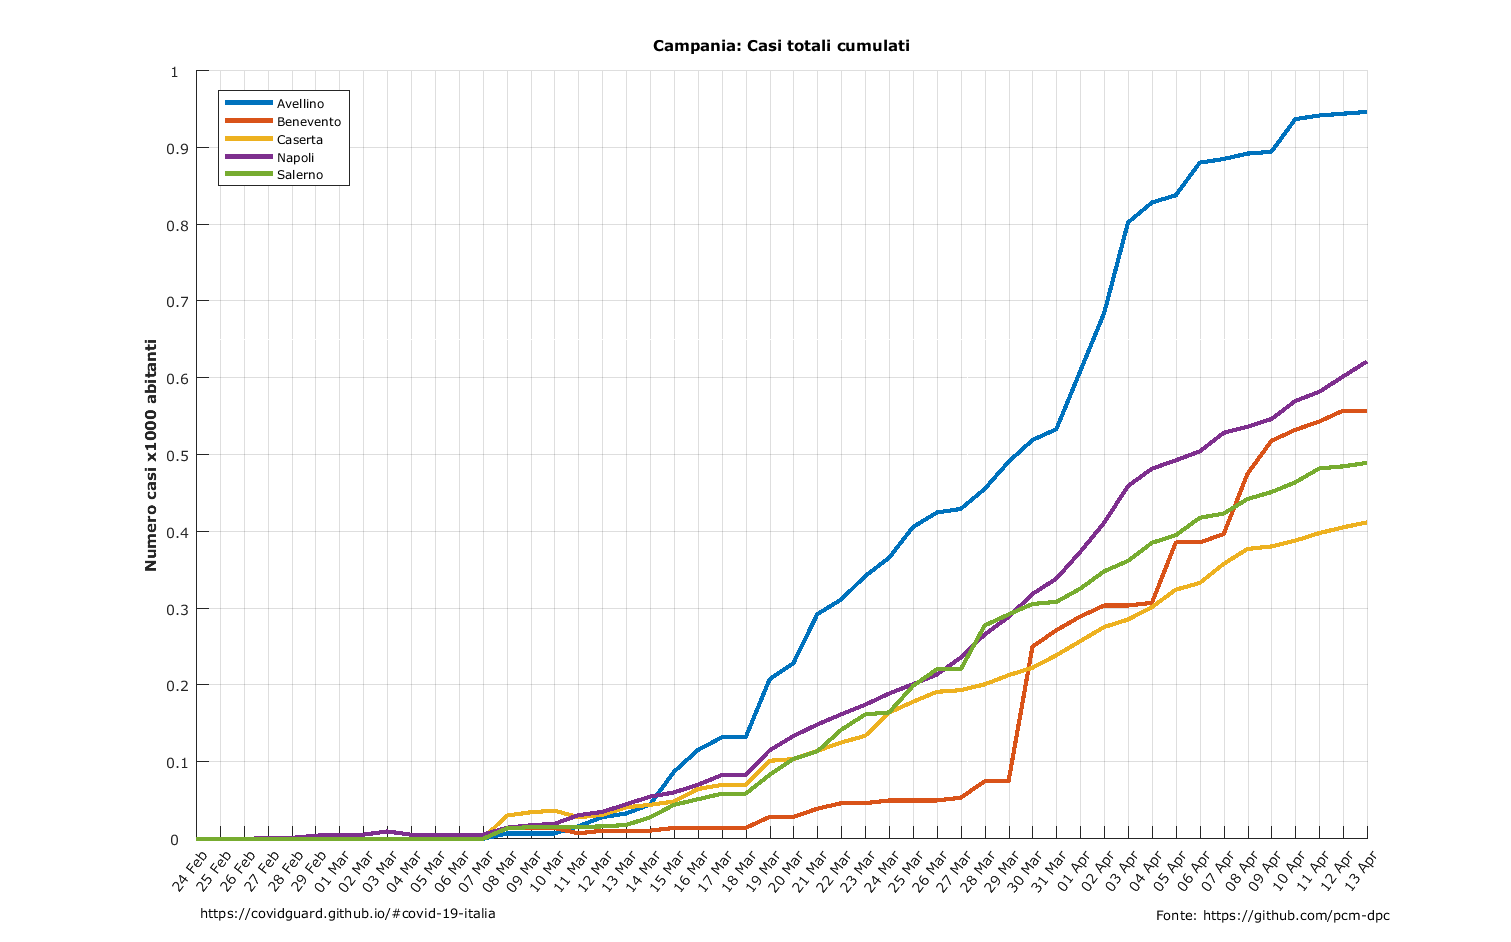 Campania: Casi totali cumulati
Numero casi x1000 abitanti
1
0.9
0.8
0.7
0.6
0.5
0.4
0.3
0.2
0.1
0
Avellino
Benevento
Caserta
Napoli
Salerno
24 Feb
25 Feb
26 Feb
27 Feb
28 Feb
29 Feb
01 Mar
02 Mar
03 Mar
04 Mar
05 Mar
06 Mar
07 Mar
08 Mar
09 Mar
10 Mar
11 Mar
12 Mar
13 Mar
14 Mar
15 Mar
16 Mar
17 Mar
18 Mar
19 Mar
20 Mar
21 Mar
22 Mar
23 Mar
24 Mar
25 Mar
26 Mar
27 Mar
28 Mar
29 Mar
30 Mar
31 Mar
01 Apr
02 Apr
03 Apr
04 Apr
05 Apr
06 Apr
07 Apr
08 Apr
09 Apr
10 Apr
11 Apr
12 Apr
13 Apr
https://covidguard.github.io/#covid-19-italia
Fonte: https://github.com/pcm-dpc